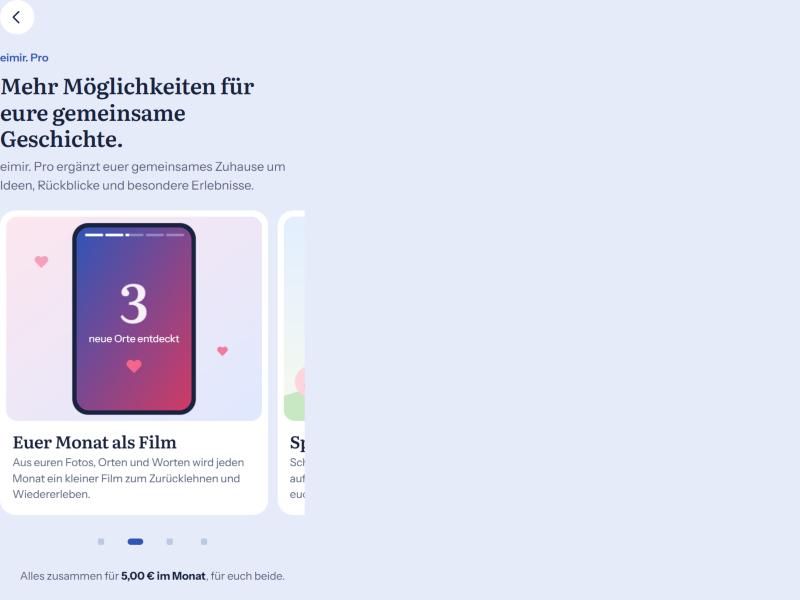 eimir. Pro
Mehr Möglichkeiten für
eure gemeinsame
Geschichte.
eimir. Pro ergänzt euer gemeinsames Zuhause um
Ideen, Rückblicke und besondere Erlebnisse.
3
neue Orte entdeckt
Euer Monat als Film
Aus euren Fotos, Orten und Worten wird jeden
Monat ein kleiner Film zum Zurücklehnen und
Wiedererleben.
Alles zusammen für 5,00 € im Monat, für euch beide.